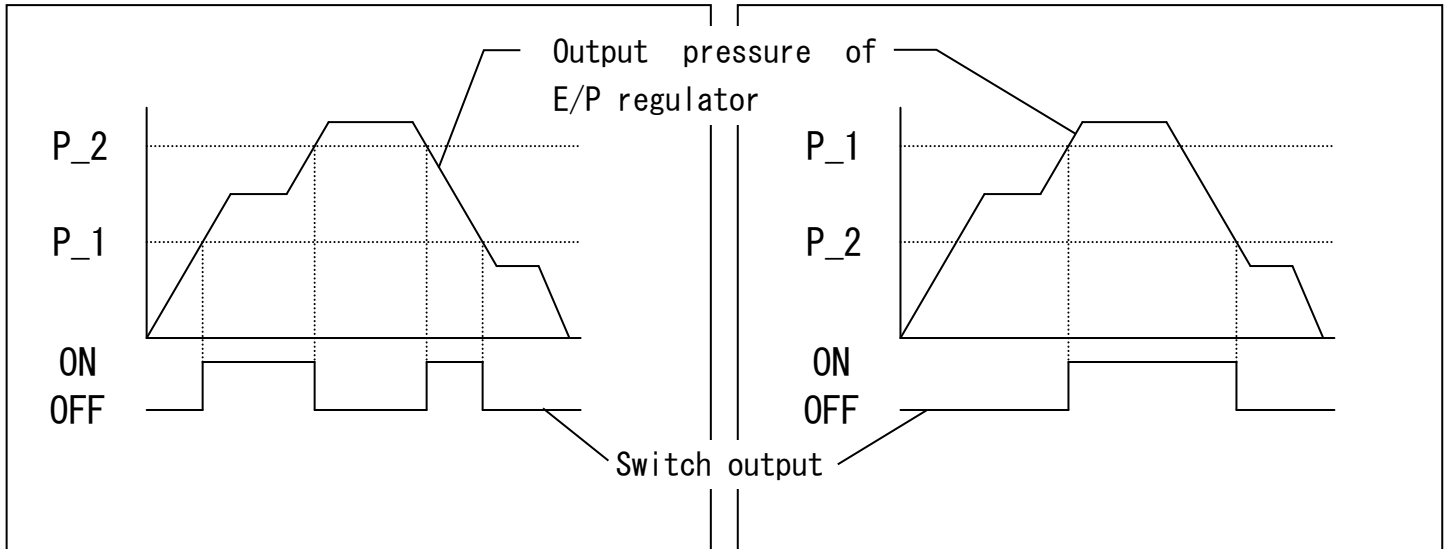 Output pressure of
E/P regulator
P_2
P_1
ON
OFF
P_1
P_2
ON
OFF
Switch output